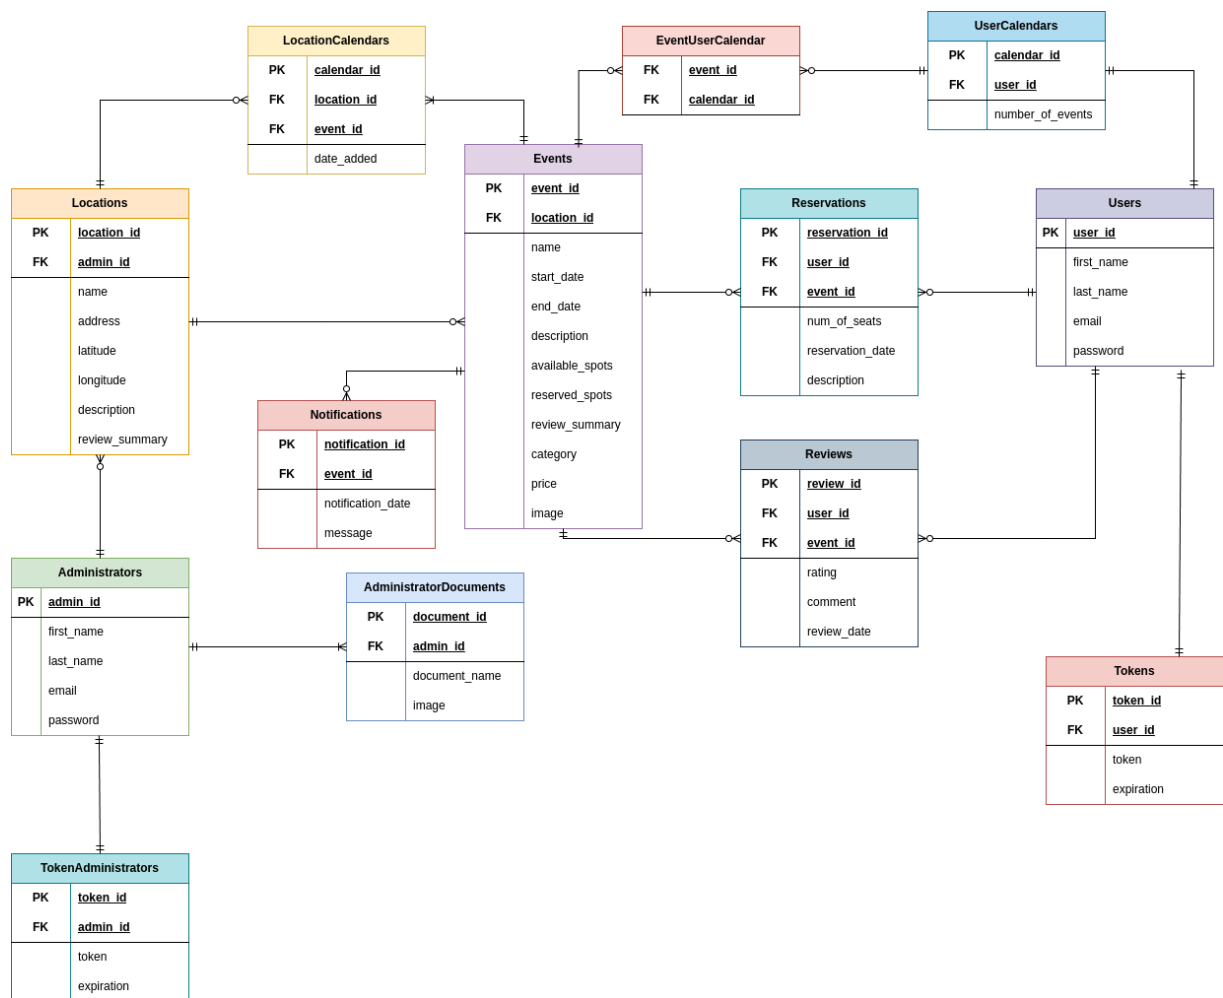 LocationCalendars
PK calendar_id
FK location_id
FK event_id
date_added
EventUserCalendar
FK event_id
FK calendar_id
UserCalendars
PK calendar_id
FK user_id
number_of_events
Locations
PK location_id
FK admin_id
name
address
latitude
longitude
description
review_summary
Events
PK event_id
FK location_id
name
start_date
end_date
description
available_spots
reserved_spots
review_summary
category
price
image
Reservations
PK reservation_id
FK user_id
FK event_id
num_of_seats
reservation_date
description
Users
PK user_id
first_name
last_name
email
password
Notifications
PK notification_id
FK event_id
notification_date
message
Reviews
PK review_id
FK user_id
FK event_id
rating
comment
review_date
Administrators
PK admin_id
first_name
last_name
email
password
AdministratorDocuments
PK document_id
FK admin_id
document_name
image
Tokens
PK token_id
FK user_id
token
expiration
TokenAdministrators
PK token_id
FK admin_id
token
expiration